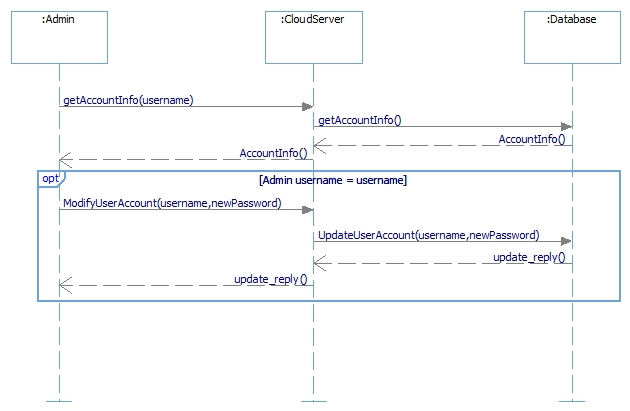 :Admin
:CloudServer
:Database
getAccountInfo(username)
getAccountInfo()
AccountInfo()
AccountInfo()
opt
[Admin username = username]
ModifyUserAccount(username,newPassword)
UpdateUserAccount(username,newPassword)
update_reply()
update_reply()